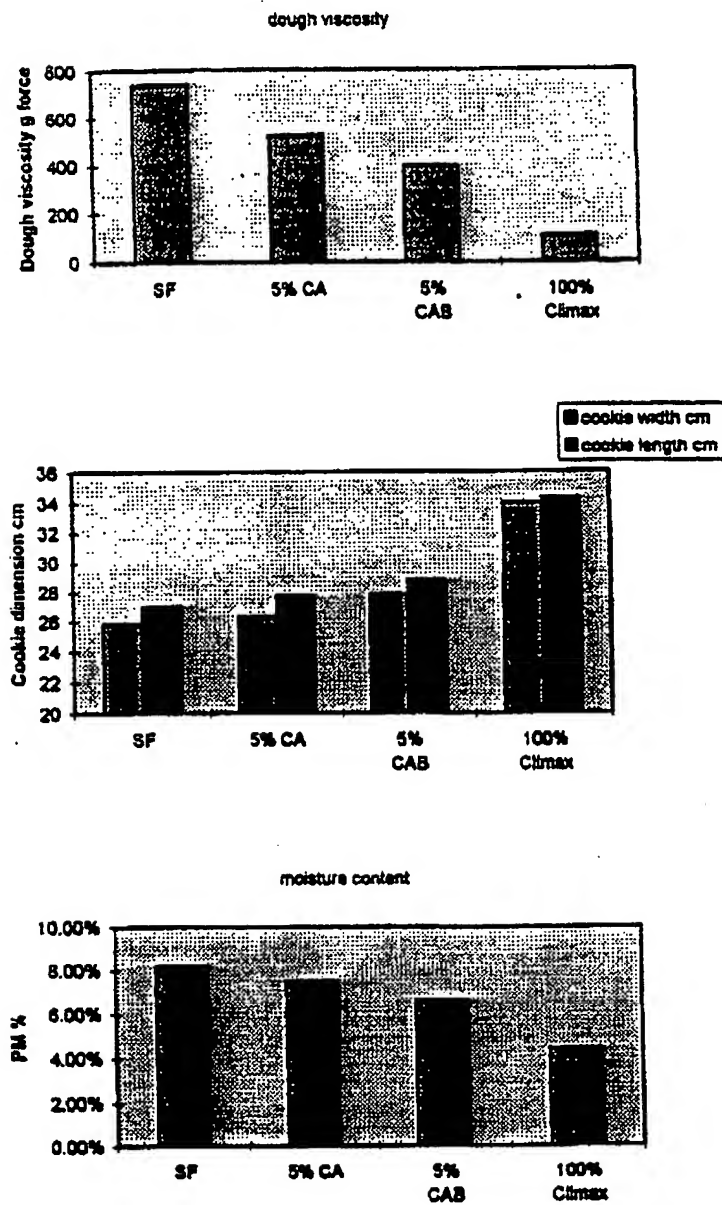 dough viscosity
Dough viscosity g force
800
600
400
200
0
SF
5% CA
5%
CAB
100%
Climax
cookie width cm
cookie length cm
Cookie dimension cm
36
34
32
30
28
26
24
22
20
SF
5% CA
5%
CAB
100%
Climax
moisture content
PM %
10.00%
8.00%
6.00%
4.00%
2.00%
0.00%
SF
5% CA
5%
CAB
100%
Climax